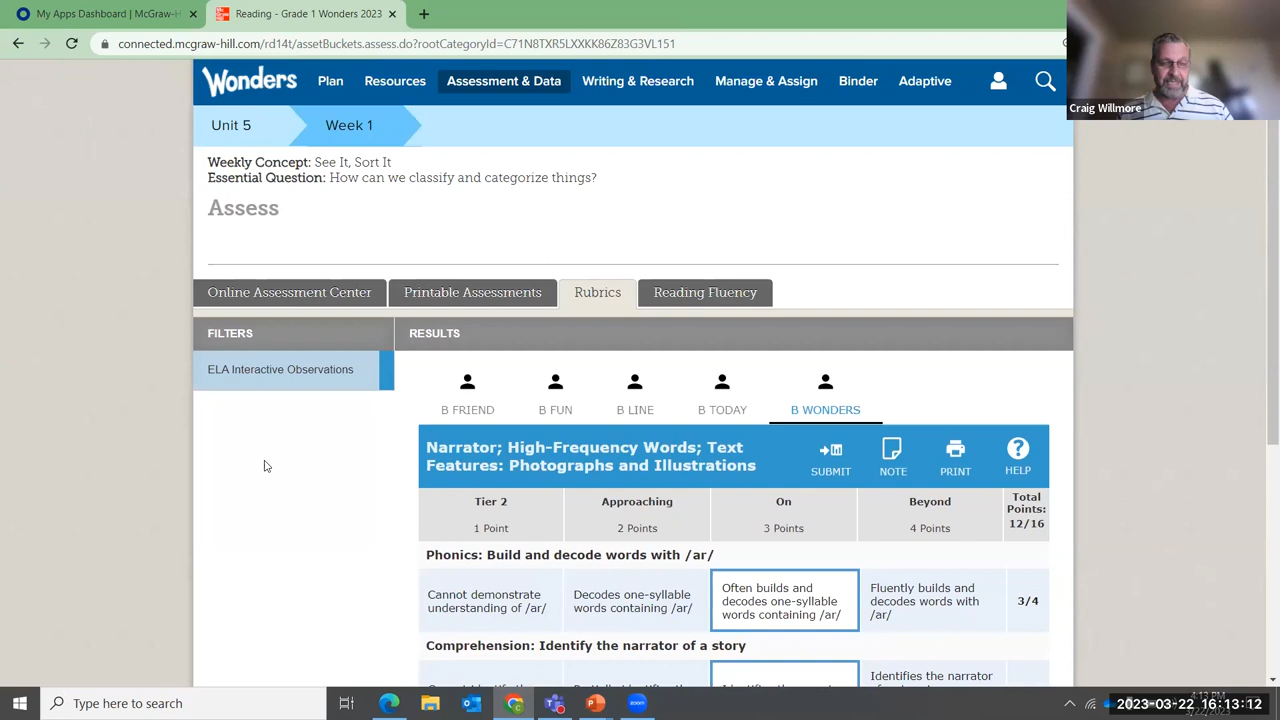 My Apps Dashboard | McGraw-H
Reading - Grade 1 Wonders 2023
connected.mcgraw-hill.com/rd14t/assetBuckets.assess.do?rootCategoryId=C71N8TXR5LXXKK86Z83G3VL151
Wonders
Plan
Resources
Assessment & Data
Writing & Research
Manage & Assign
Binder
Adaptive
Craig Willmore
Unit 5
Week 1
Weekly Concept: See It, Sort It
Essential Question: How can we classify and categorize things?
Assess
Online Assessment Center
Printable Assessments
Rubrics
Reading Fluency
FILTERS
RESULTS
ELA Interactive Observations
B FRIEND
B FUN
B LINE
B TODAY
B WONDERS
Narrator; High-Frequency Words; Text
Features: Photographs and Illustrations
SUBMIT
NOTE
PRINT
HELP
Tier 2
1 Point
Approaching
2 Points
On
3 Points
Beyond
4 Points
Total
Points:
12/16
Phonics: Build and decode words with /ar/
Cannot demonstrate
understanding of /ar/
Decodes one-syllable
words containing /ar/
Often builds and
decodes one-syllable
words containing /ar/
Fluently builds and
decodes words with
/ar/
3/4
Comprehension: Identify the narrator of a story
Identifies the narrator
Type here to search
4:13 PM
2023-03-22 16:13:12